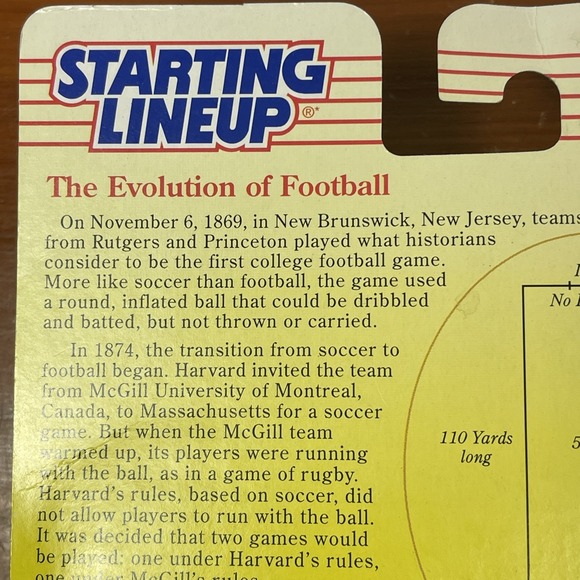 STARTING
LINEUP®*
The Evolution of Football
On November 6, 1869, in New Brunswick, New Jersey, teams
from Rutgers and Princeton played what historians
consider to be the first college football game.
More like soccer than football, the game used
a round, inflated ball that could be dribbled
and batted, but not thrown or carried.
In 1874, the transition from soccer to
football began. Harvard invited the team
from McGill University of Montreal,
Canada, to Massachusetts for a soccer
game. But when the McGill team
warmed up, its players were running
with the ball, as in a game of rugby.
Harvard's rules, based on soccer, did
not allow players to run with the ball.
It was decided that two games would
be played: one under Harvard's rules,
one under McGill's rules.
No
110 Yards
long